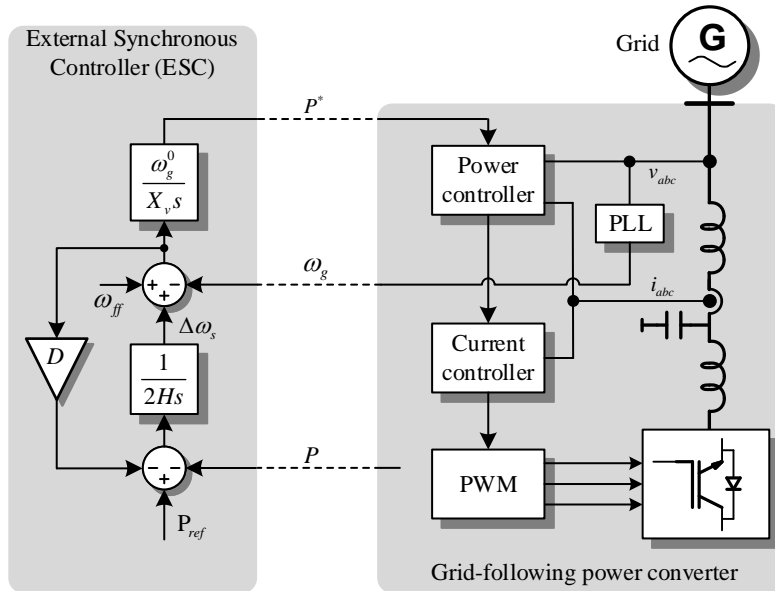 External Synchronous
Controller (ESC)
Grid
G
P*
ω_g^0
X_v s
Power
controller
v_abc
PLL
+ −
+
ω_ff
ω_g
i_abc
Δω_s
D
1
2Hs
Current
controller
− −
+
P
PWM
P_ref
Grid-following power converter